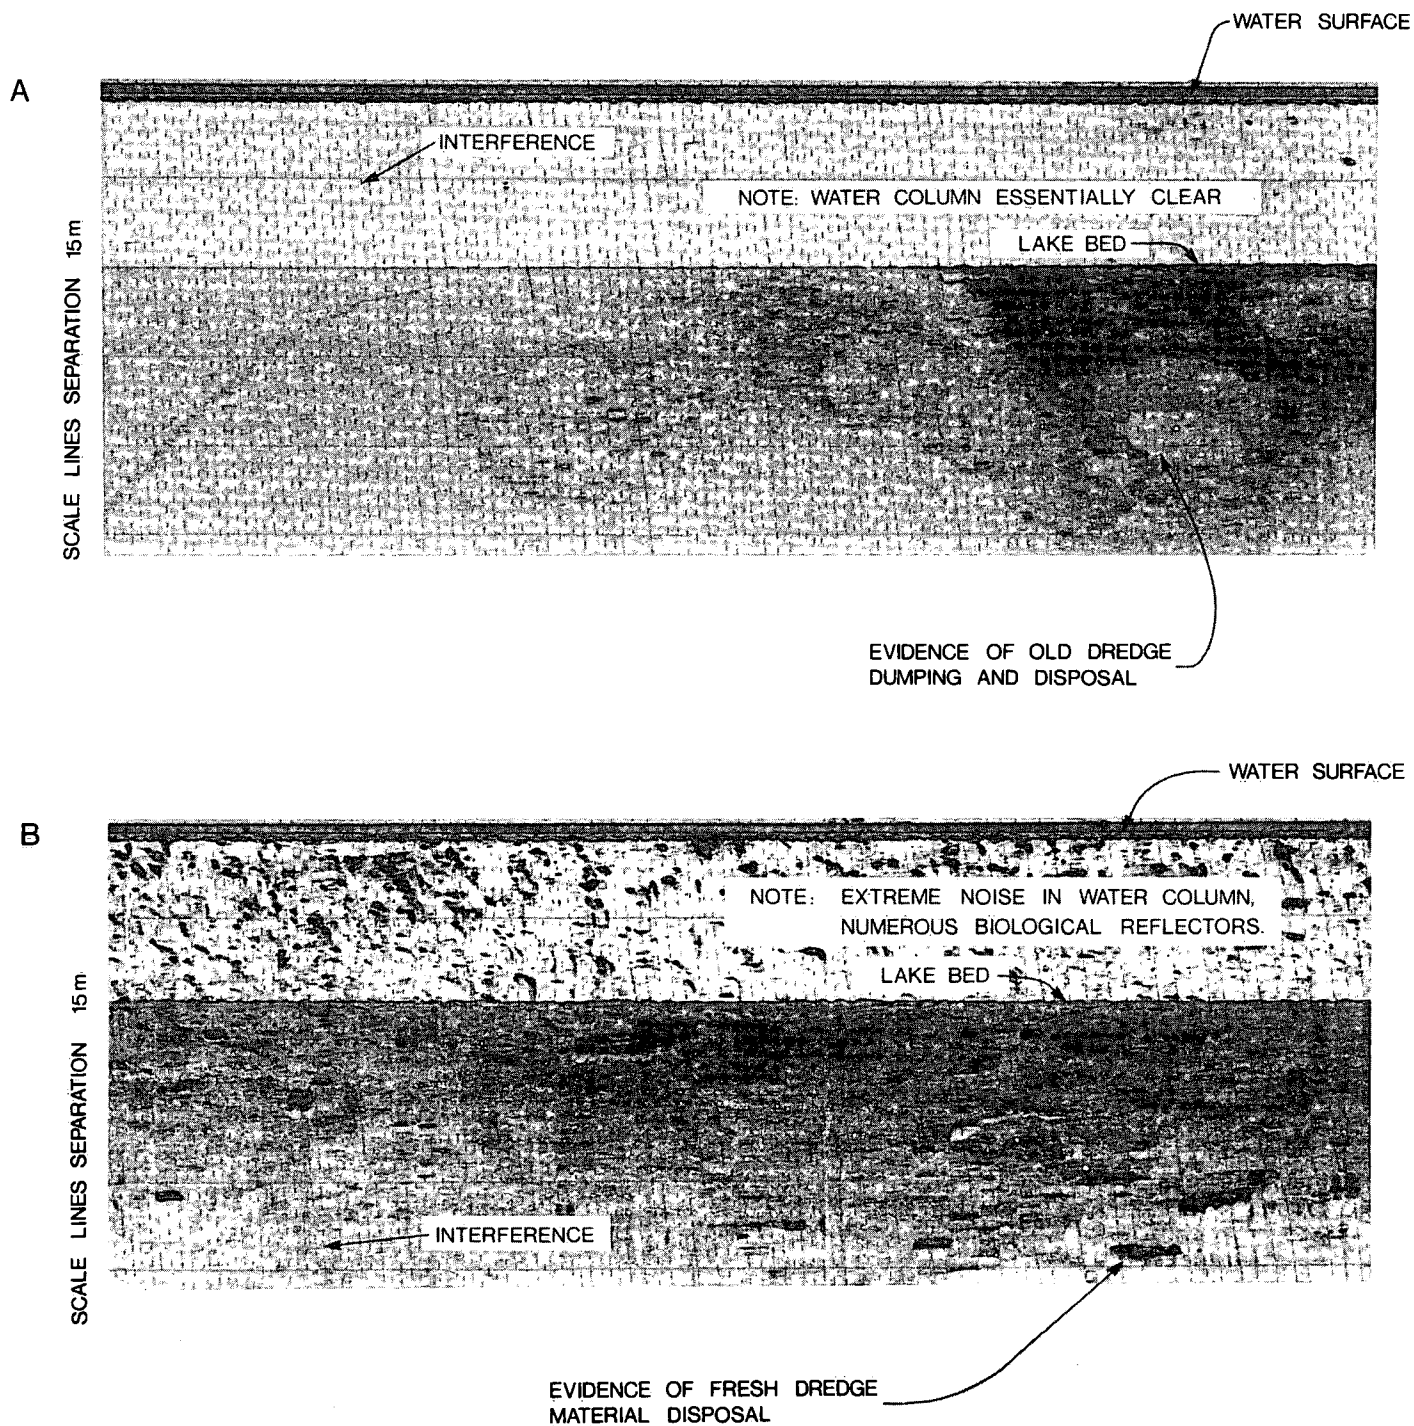 WATER SURFACE
A
INTERFERENCE
NOTE: WATER COLUMN ESSENTIALLY CLEAR
LAKE BED
SCALE LINES SEPARATION 15m
EVIDENCE OF OLD DREDGE
DUMPING AND DISPOSAL
WATER SURFACE
B
NOTE: EXTREME NOISE IN WATER COLUMN,
NUMEROUS BIOLOGICAL REFLECTORS.
LAKE BED
SCALE LINES SEPARATION 15m
INTERFERENCE
EVIDENCE OF FRESH DREDGE
MATERIAL DISPOSAL